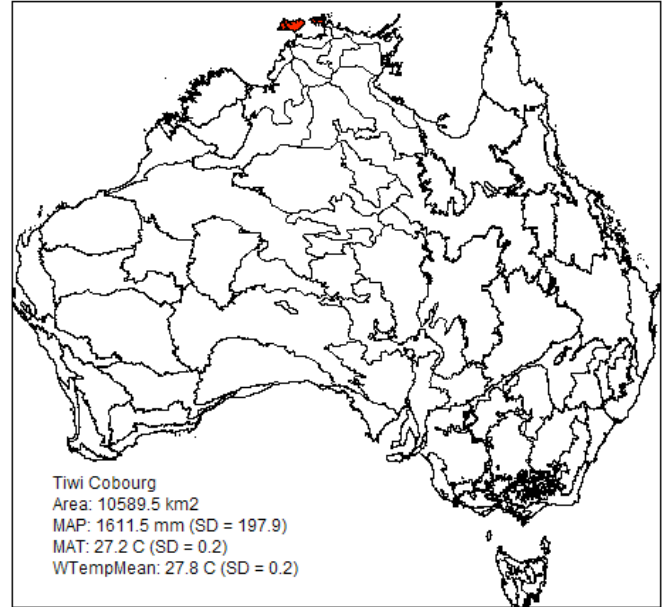 Tiwi Cobourg
Area: 10589.5 km2
MAP: 1611.5 mm (SD = 197.9)
MAT: 27.2 C (SD = 0.2)
WTempMean: 27.8 C (SD = 0.2)